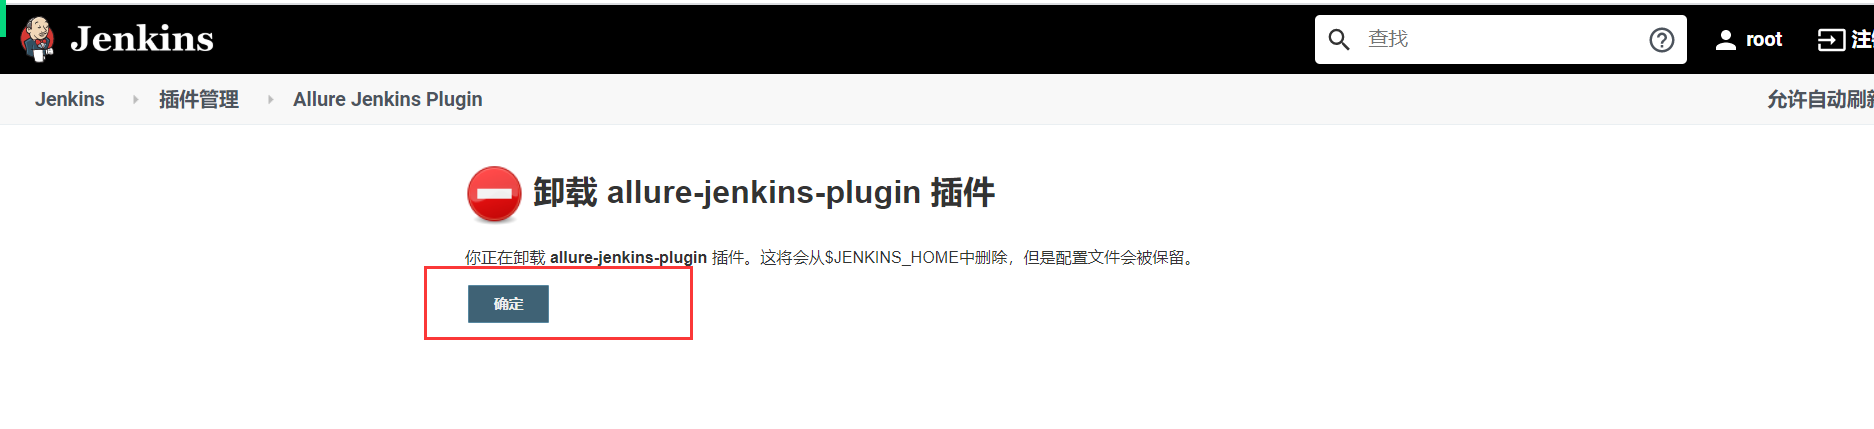 Jenkins
查找
root
Jenkins 插件管理 Allure Jenkins Plugin
允许自动刷新
卸载 allure-jenkins-plugin 插件
你正在卸载 allure-jenkins-plugin 插件。这将会从$JENKINS_HOME中删除，但是配置文件会被保留。
确定